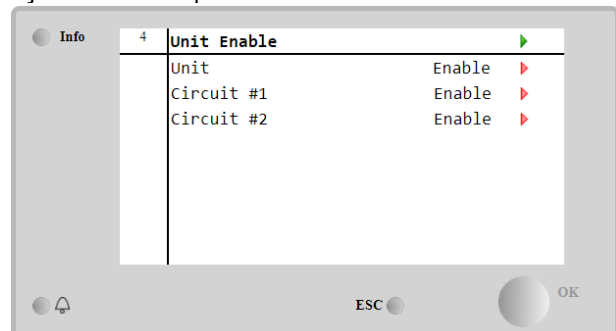 Info
4 Unit Enable
Unit Enable
Circuit #1 Enable
Circuit #2 Enable
ESC
OK